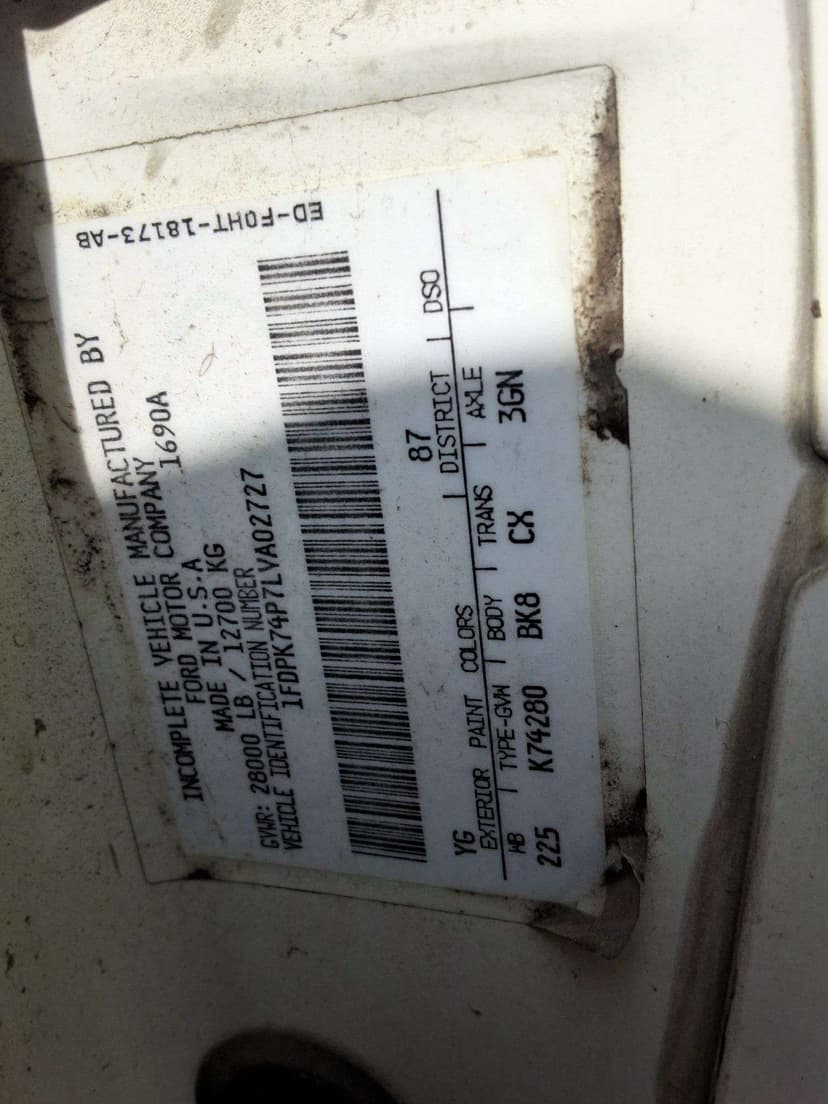 ED-FOHT-18173-AB
INCOMPLETE VEHICLE MANUFACTURED BY
FORD MOTOR COMPANY 1690A
MADE IN U.S.A
GVWR: 28000 LB / 12700 KG
VEHICLE IDENTIFICATION NUMBER
1FDPK74P7LVA02727
YG 87
EXTERIOR PAINT COLORS | DISTRICT | DSO
WB | TYPE-GVW | BODY | TRANS | AXLE |
225 K74280 BK8 CX 3GN